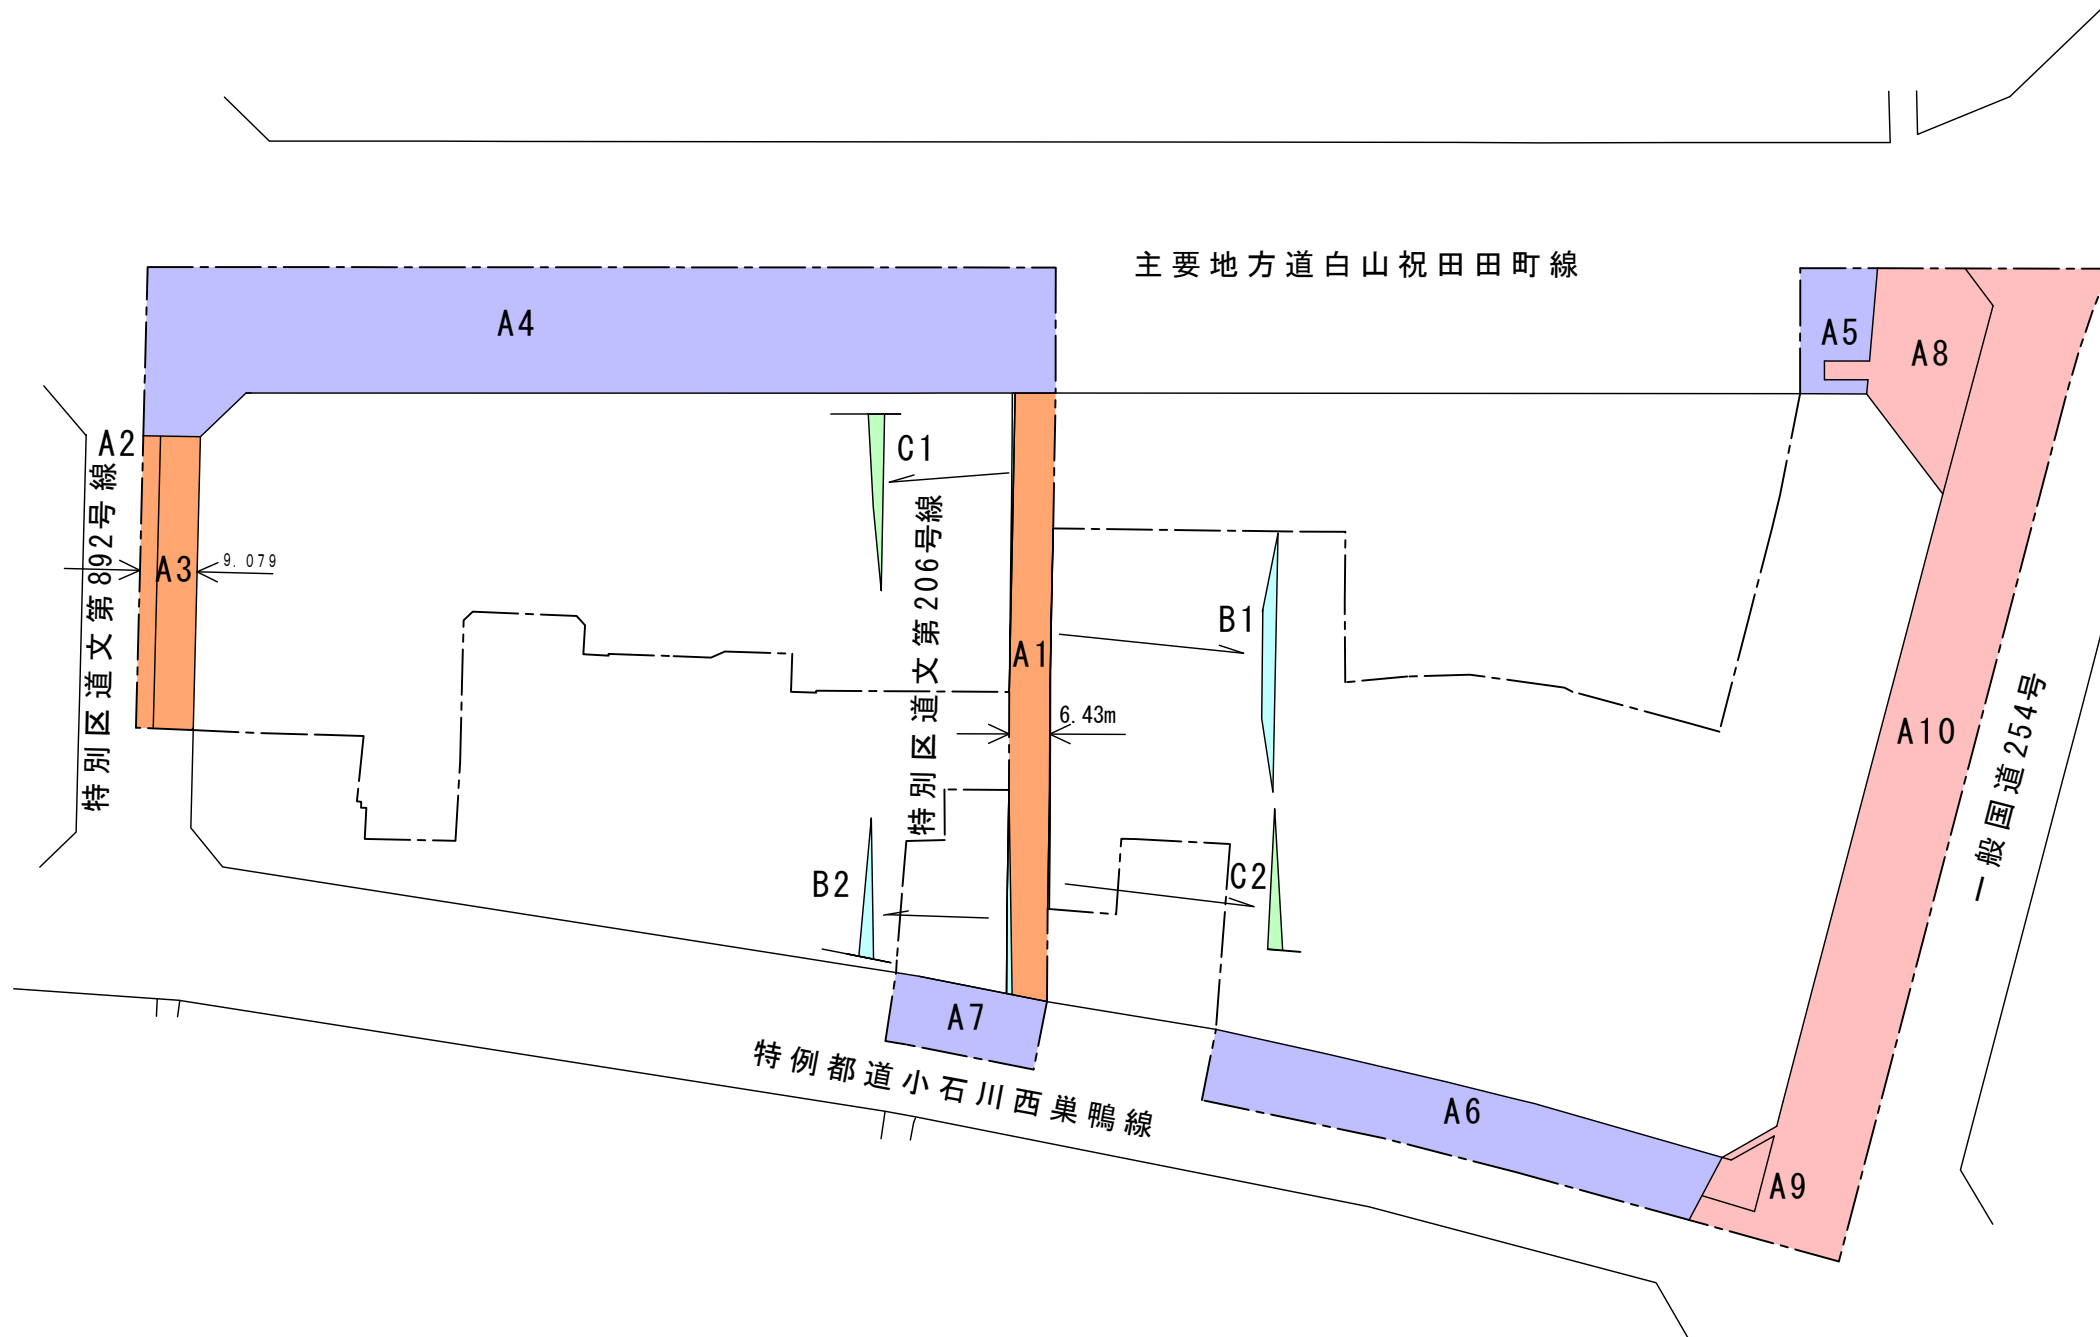 主要地方道白山祝田田町線
A4
A5
A8
A2
C1
特別区道文第892号線
A3
9.079
特別区道文第206号線
B1
A1
6.43m
A10
一般国道254号
B2
C2
A7
特例都道小石川西巣鴨線
A6
A9